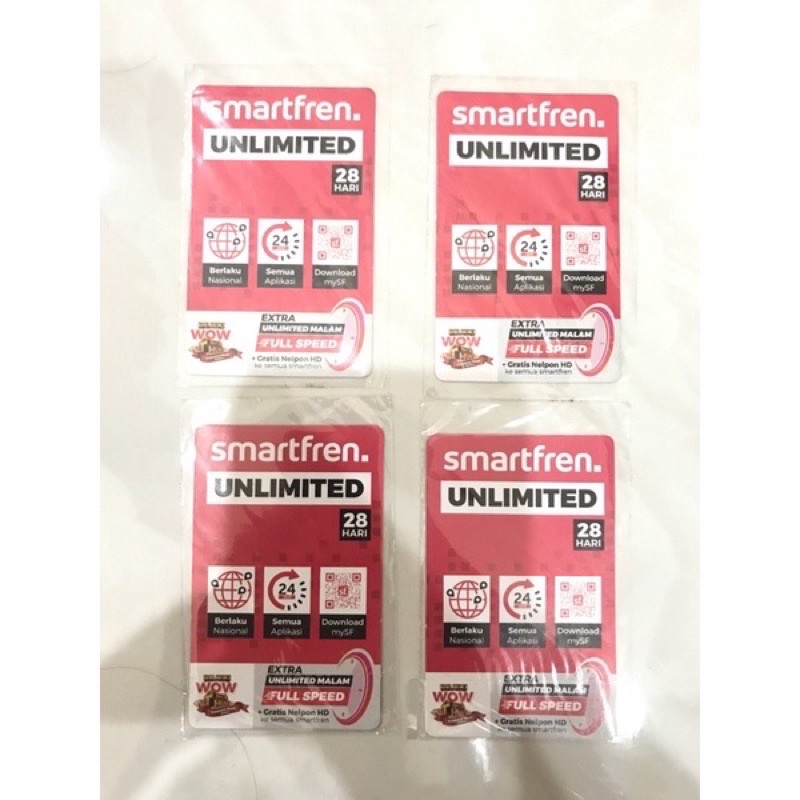 smartfren.
UNLIMITED
28
HARI
24
Berlaku
Nasional
Semua
Aplikasi
Download
mySF
WOW
EXTRA
UNLIMITED MALAM
FULL SPEED
+ Gratis Nelpon HD
ke semua smartfren
smartfren.
UNLIMITED
28
HARI
24
Berlaku
Nasional
Semua
Aplikasi
Download
mySF
WOW
EXTRA
UNLIMITED MALAM
FULL SPEED
+ Gratis Nelpon HD
ke semua smartfren
smartfren.
UNLIMITED
28
HARI
24
Berlaku
Nasional
Semua
Aplikasi
Download
mySF
WOW
EXTRA
UNLIMITED MALAM
FULL SPEED
+ Gratis Nelpon HD
ke semua smartfren
smartfren.
UNLIMITED
28
HARI
24
Berlaku
Nasional
Semua
Aplikasi
Download
mySF
WOW
EXTRA
UNLIMITED MALAM
FULL SPEED
+ Gratis Nelpon HD
ke semua smartfren